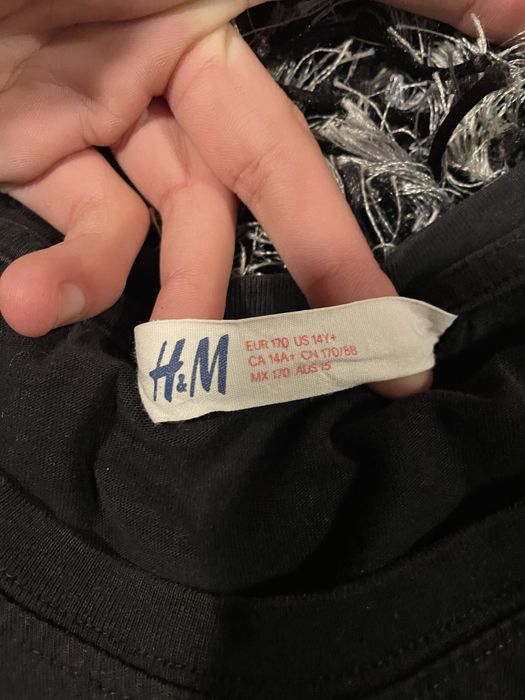 H&M
EUR 170 US 14Y+
CA 14A+ CN 170/88
MX 170 AUS 15